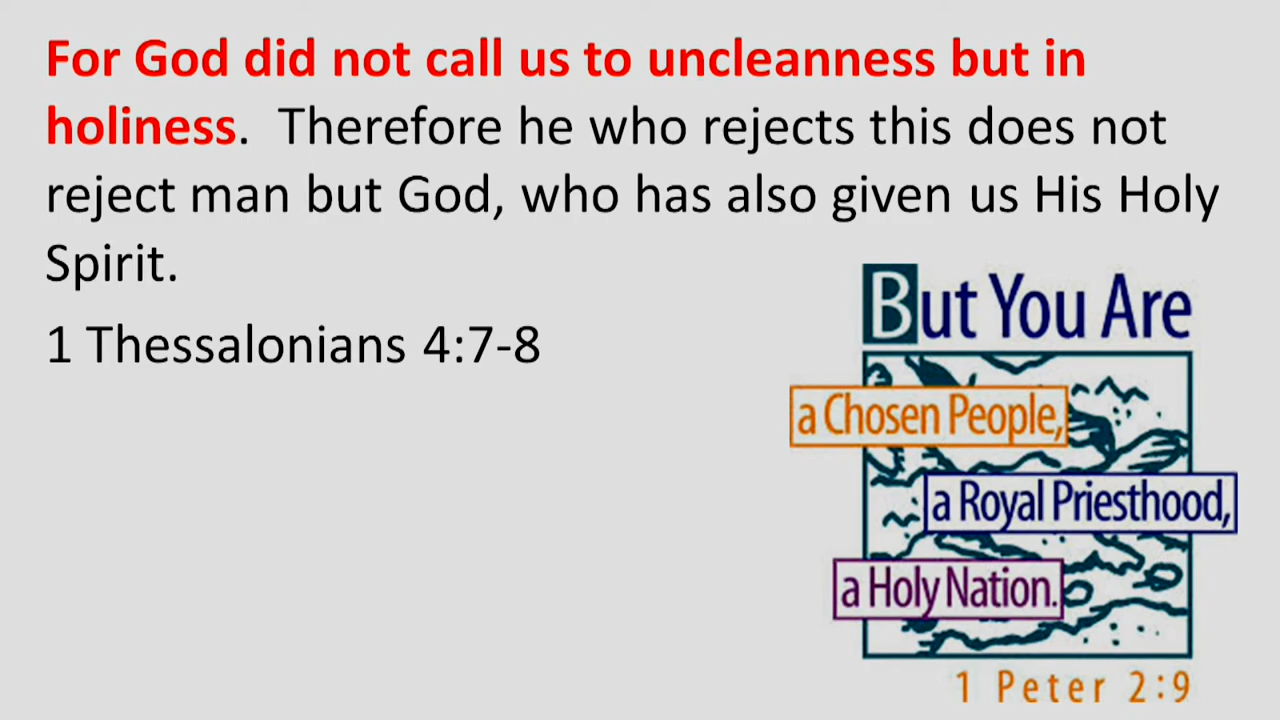 For God did not call us to uncleanness but in
holiness.  Therefore he who rejects this does not
reject man but God, who has also given us His Holy
Spirit.
1 Thessalonians 4:7-8
But You Are
a Chosen People,
a Royal Priesthood,
a Holy Nation.
1 Peter 2:9